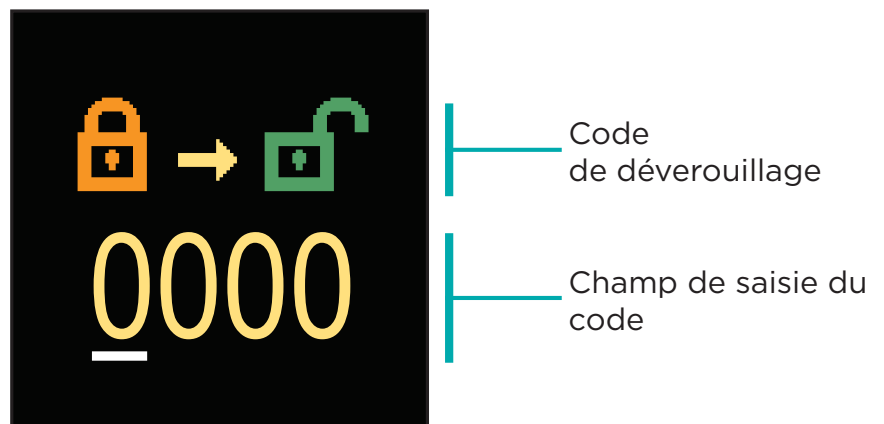 Code
de déverouillage
0000
Champ de saisie du
code